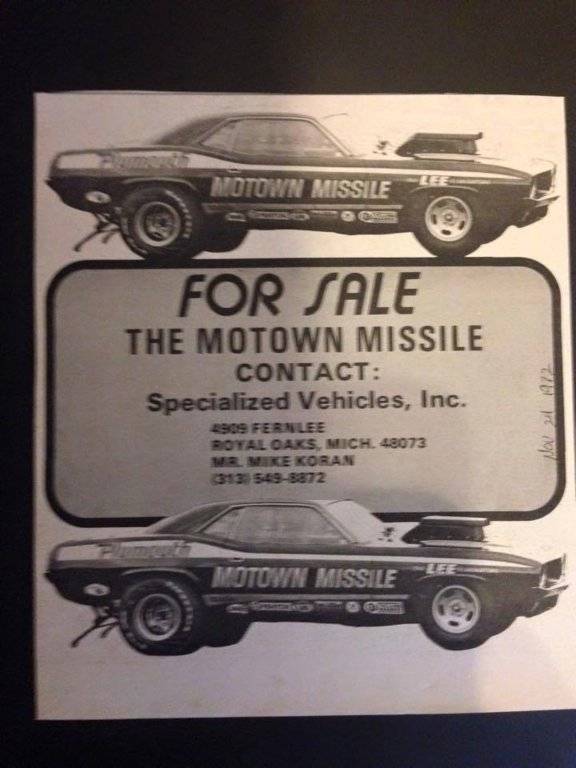 Plymouth
MOTOWN MISSILE
LEE
FOR SALE
THE MOTOWN MISSILE
CONTACT:
Specialized Vehicles, Inc.
4909 FERNLEE
ROYAL OAKS, MICH. 48073
MR. MIKE KORAN
(313) 549-8872
Nov 24 1972
Plymouth
MOTOWN MISSILE
LEE